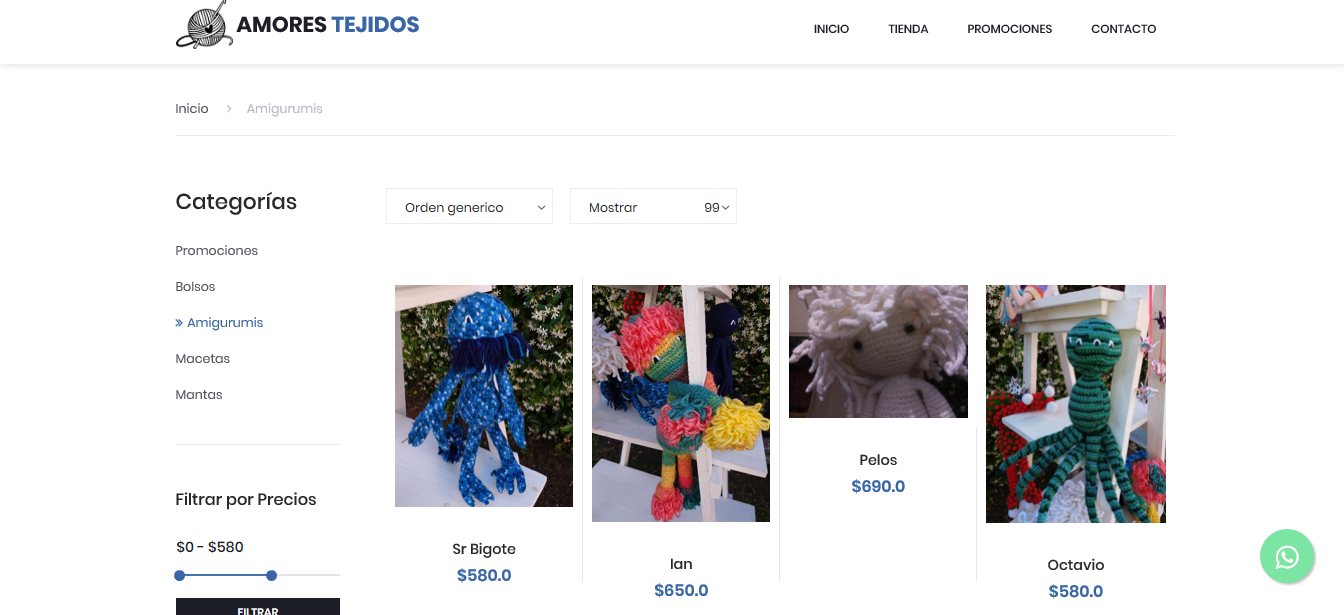 AMORES TEJIDOS
INICIO TIENDA PROMOCIONES CONTACTO
Inicio > Amigurumis
Categorías
Promociones
Bolsos
» Amigurumis
Macetas
Mantas
Filtrar por Precios
$0 - $580
FILTRAR
Orden generico
Mostrar 99
Sr Bigote
$580.0
Ian
$650.0
Pelos
$690.0
Octavio
$580.0